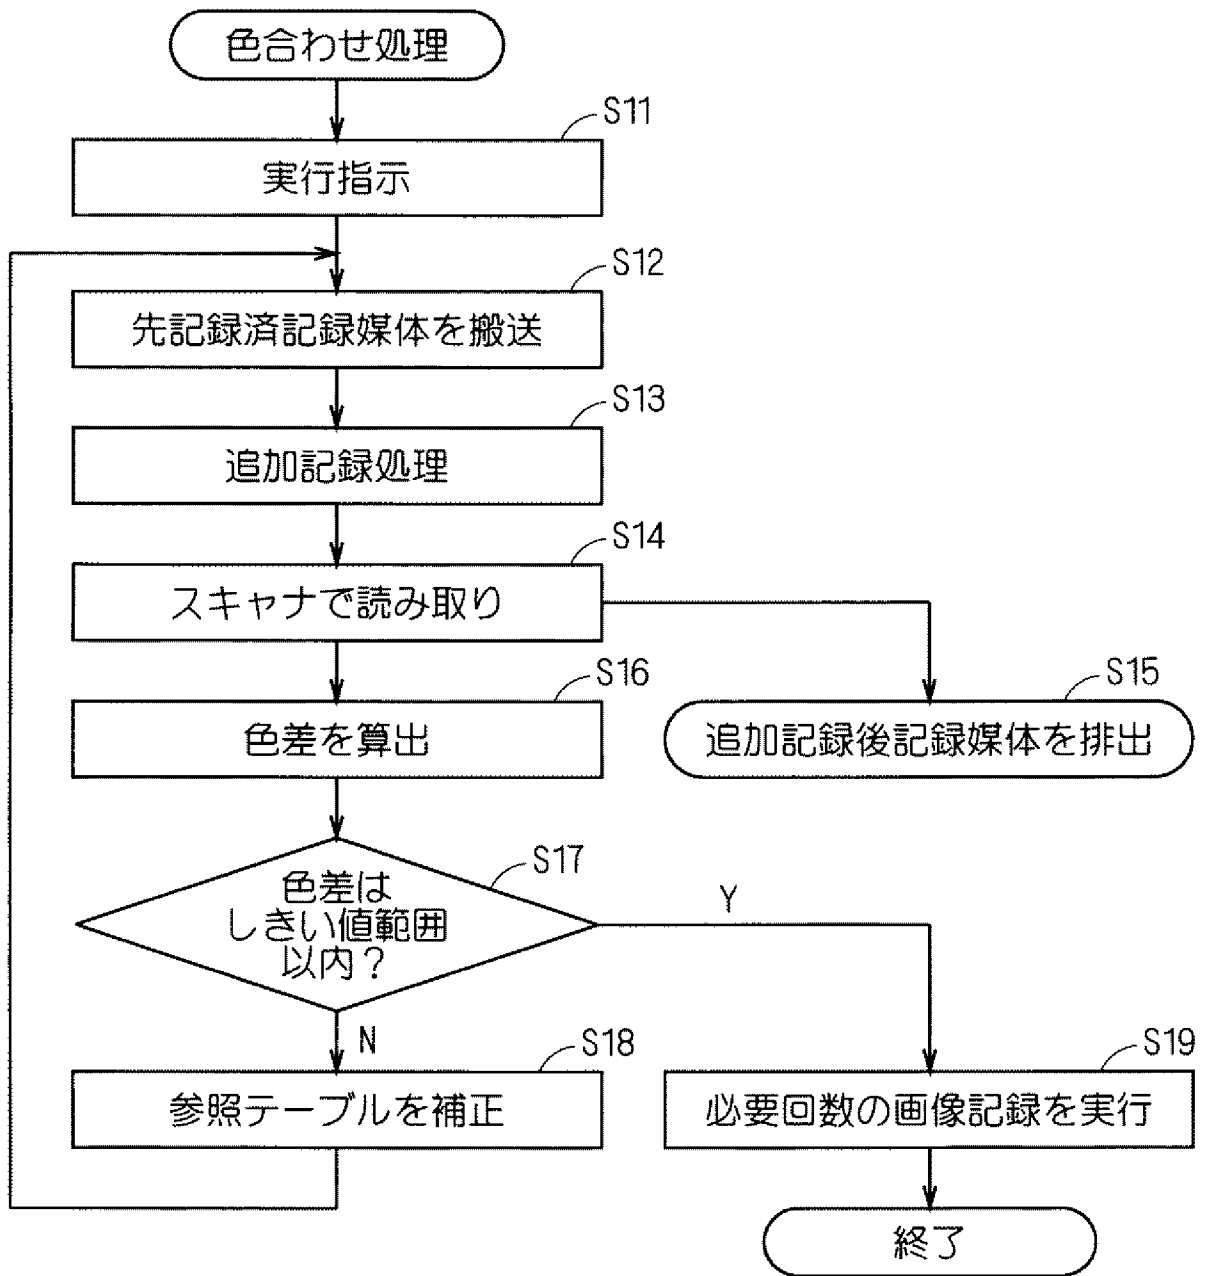 色合わせ処理
S11
実行指示
S12
先記録済記録媒体を搬送
S13
追加記録処理
S14
スキャナで読み取り
S16
色差を算出
S15
追加記録後記録媒体を排出
S17
色差は
しきい値範囲
以内？
Y
N
S18
参照テーブルを補正
S19
必要回数の画像記録を実行
終了